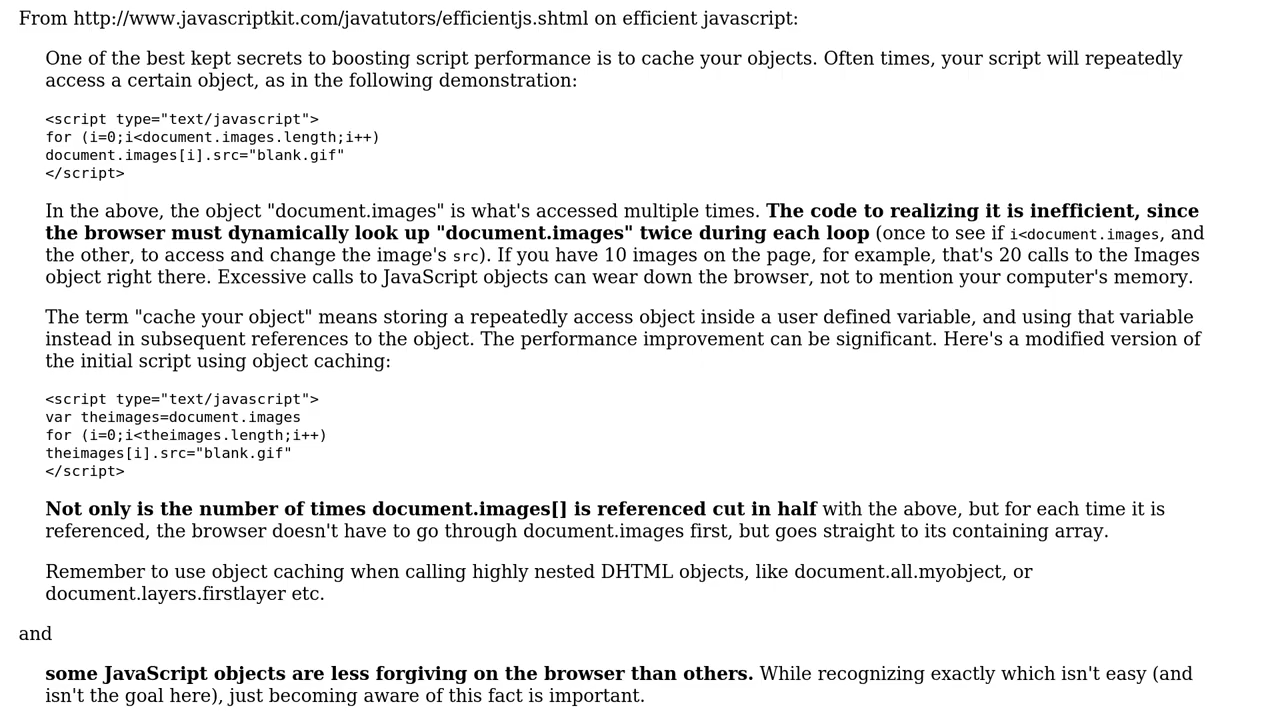 From http://www.javascriptkit.com/javatutors/efficientjs.shtml on efficient javascript:
One of the best kept secrets to boosting script performance is to cache your objects. Often times, your script will repeatedly
access a certain object, as in the following demonstration:
<script type="text/javascript">
for (i=0;i<document.images.length;i++)
document.images[i].src="blank.gif"
</script>
In the above, the object "document.images" is what's accessed multiple times. The code to realizing it is inefficient, since
the browser must dynamically look up "document.images" twice during each loop (once to see if i<document.images, and
the other, to access and change the image's src). If you have 10 images on the page, for example, that's 20 calls to the Images
object right there. Excessive calls to JavaScript objects can wear down the browser, not to mention your computer's memory.
The term "cache your object" means storing a repeatedly access object inside a user defined variable, and using that variable
instead in subsequent references to the object. The performance improvement can be significant. Here's a modified version of
the initial script using object caching:
<script type="text/javascript">
var theimages=document.images
for (i=0;i<theimages.length;i++)
theimages[i].src="blank.gif"
</script>
Not only is the number of times document.images[] is referenced cut in half with the above, but for each time it is
referenced, the browser doesn't have to go through document.images first, but goes straight to its containing array.
Remember to use object caching when calling highly nested DHTML objects, like document.all.myobject, or
document.layers.firstlayer etc.
and
some JavaScript objects are less forgiving on the browser than others. While recognizing exactly which isn't easy (and
isn't the goal here), just becoming aware of this fact is important.